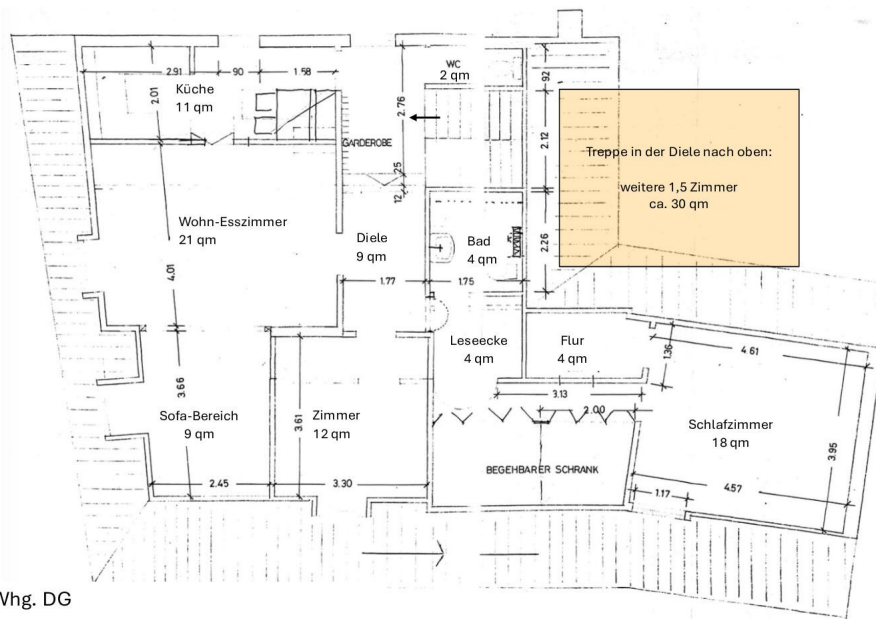 WC
2 qm
2.91
90
1.58
92
Küche
11 qm
2.01
2.76
2.12
GARDEROBE
25
12
Treppe in der Diele nach oben:
weitere 1,5 Zimmer
ca. 30 qm
Wohn-Esszimmer
21 qm
4.01
Diele
9 qm
Bad
4 qm
2.26
1.77
1.75
Leseecke
4 qm
Flur
4 qm
1.36
4.61
3.66
3.61
3.13
2.00
Sofa-Bereich
9 qm
Zimmer
12 qm
Schlafzimmer
18 qm
3.95
BEGEHBARER SCHRANK
2.45
3.30
4.57
1.17
Whg. DG